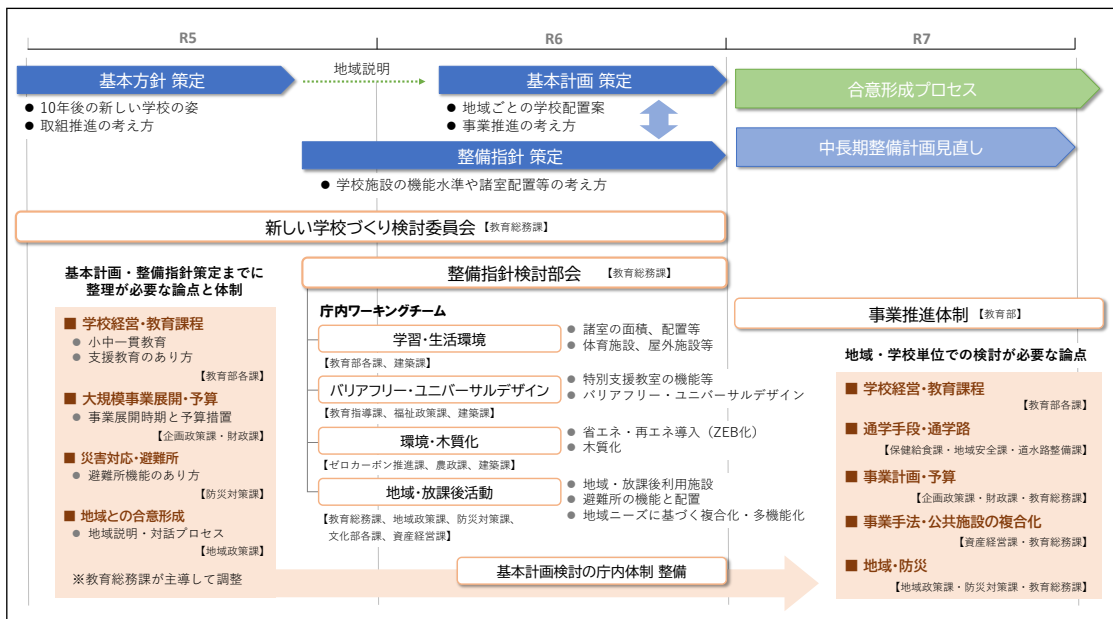 R5
R6
R7
基本方針 策定
地域説明
基本計画 策定
合意形成プロセス
● 10年後の新しい学校の姿
● 取組推進の考え方
● 地域ごとの学校配置案
● 事業推進の考え方
整備指針 策定
中長期整備計画見直し
● 学校施設の機能水準や諸室配置等の考え方
新しい学校づくり検討委員会【教育総務課】
基本計画・整備指針策定までに
整理が必要な論点と体制
■ 学校経営・教育課程
● 小中一貫教育
● 支援教育のあり方
【教育部各課】
■ 大規模事業展開・予算
● 事業展開時期と予算措置
【企画政策課・財政課】
■ 災害対応・避難所
● 避難所機能のあり方
【防災対策課】
■ 地域との合意形成
● 地域説明・対話プロセス
【地域政策課】
※教育総務課が主導して調整
整備指針検討部会 【教育総務課】
庁内ワーキングチーム
学習・生活環境
【教育部各課、建築課】
● 諸室の面積、配置等
● 体育施設、屋外施設等
バリアフリー・ユニバーサルデザイン
【教育指導課、福祉政策課、建築課】
● 特別支援教室の機能等
● バリアフリー・ユニバーサルデザイン
環境・木質化
【ゼロカーボン推進課、農政課、建築課】
● 省エネ・再エネ導入（ZEB化）
● 木質化
地域・放課後活動
【教育総務課、地域政策課、防災対策課、
文化部各課、資産経営課】
● 地域・放課後利用施設
● 避難所の機能と配置
● 地域ニーズに基づく複合化・多機能化
基本計画検討の庁内体制 整備
事業推進体制【教育部】
地域・学校単位での検討が必要な論点
■ 学校経営・教育課程
【教育部各課】
■ 通学手段・通学路
【保健給食課・地域安全課・道水路整備課】
■ 事業計画・予算
【企画政策課・財政課・教育総務課】
■ 事業手法・公共施設の複合化
【資産経営課・教育総務課】
■ 地域・防災
【地域政策課・防災対策課・教育総務課】